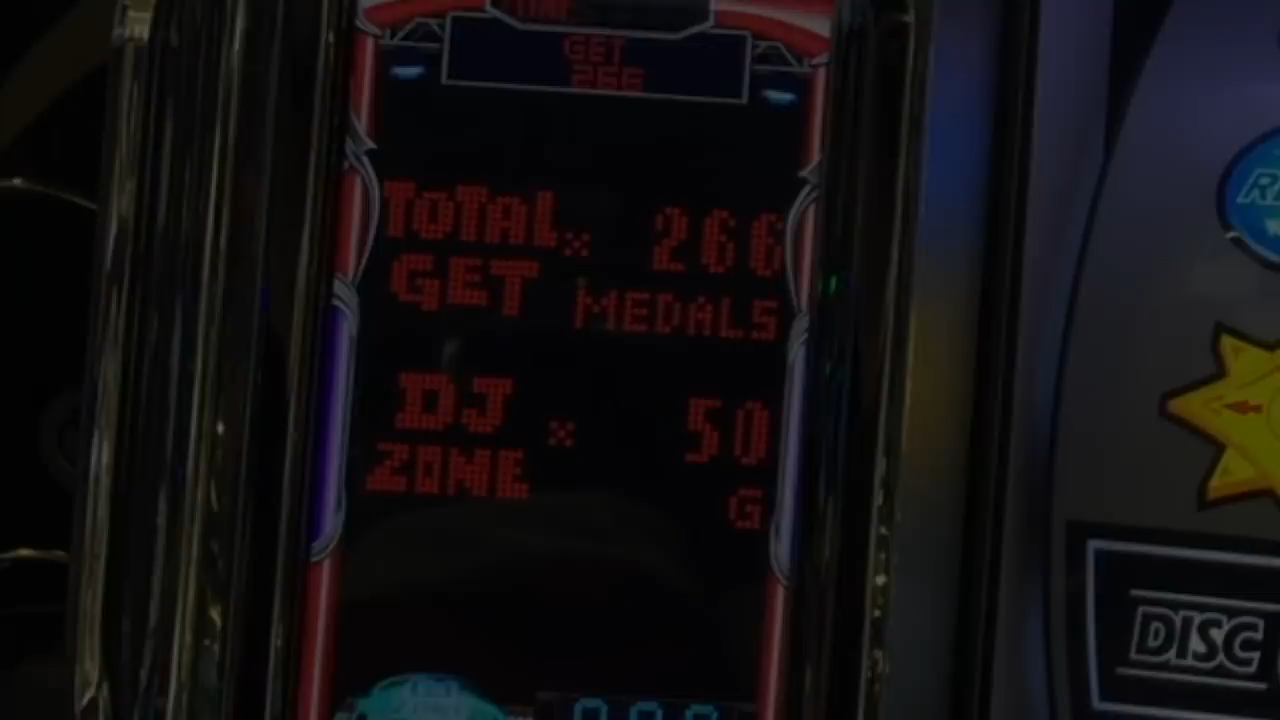 GET
266
TOTAL × 266
GET MEDALS
DJ × 50
ZONE G
DISC